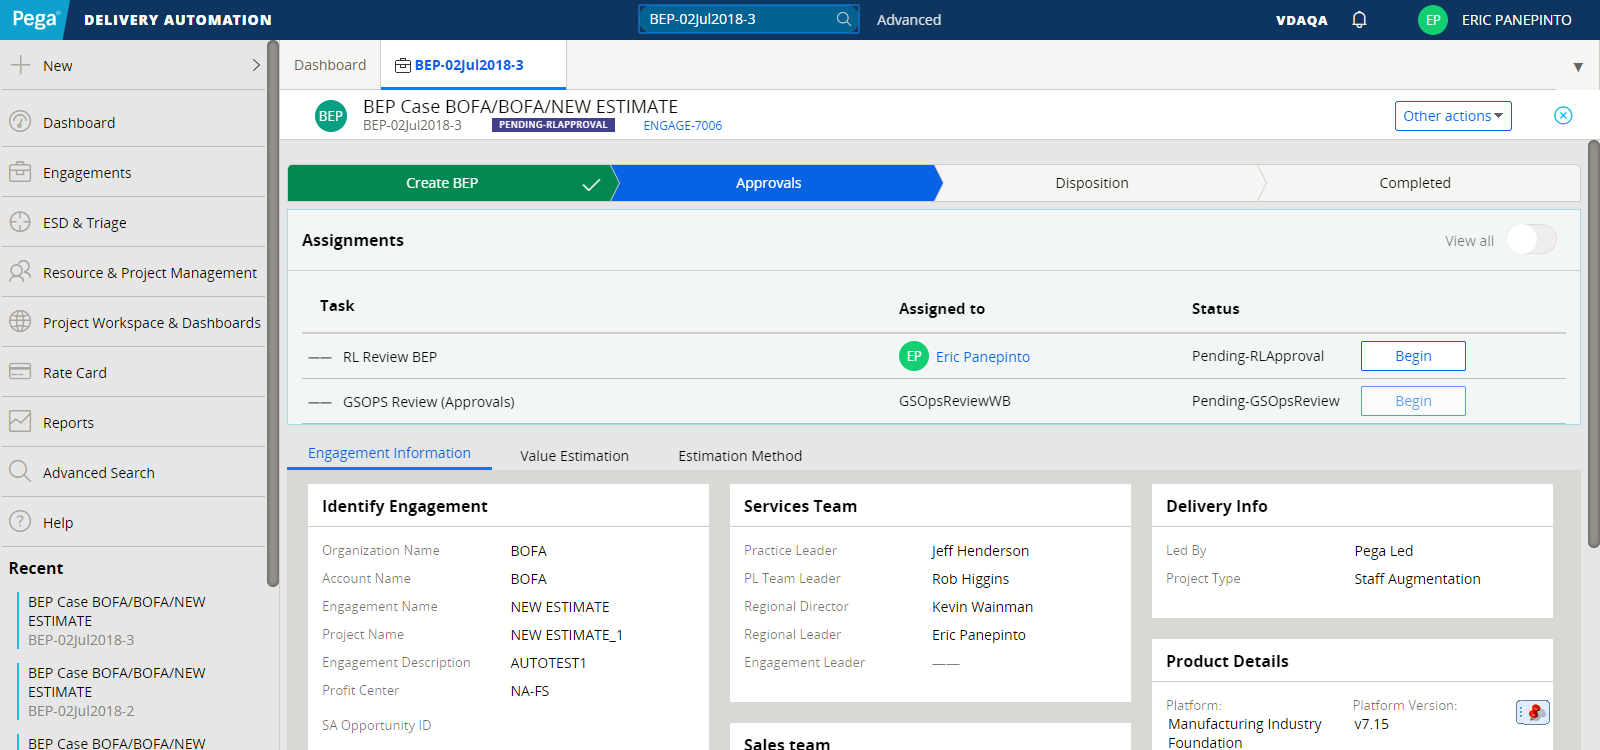 Pega DELIVERY AUTOMATION BEP-02Jul2018-3 Advanced VDAQA EP ERIC PANEPINTO
New
Dashboard
Engagements
ESD & Triage
Resource & Project Management
Project Workspace & Dashboards
Rate Card
Reports
Advanced Search
Help
Recent
BEP Case BOFA/BOFA/NEW
ESTIMATE
BEP-02Jul2018-3
BEP Case BOFA/BOFA/NEW
ESTIMATE
BEP-02Jul2018-2
BEP Case BOFA/BOFA/NEW
Dashboard BEP-02Jul2018-3
BEP BEP Case BOFA/BOFA/NEW ESTIMATE
BEP-02Jul2018-3 PENDING-RLAPPROVAL ENGAGE-7006
Other actions
Create BEP Approvals Disposition Completed
Assignments View all
Task Assigned to Status
—— RL Review BEP EP Eric Panepinto Pending-RLApproval Begin
—— GSOPS Review (Approvals) GSOpsReviewWB Pending-GSOpsReview Begin
Engagement Information Value Estimation Estimation Method
Identify Engagement
Organization Name BOFA
Account Name BOFA
Engagement Name NEW ESTIMATE
Project Name NEW ESTIMATE_1
Engagement Description AUTOTEST1
Profit Center NA-FS
SA Opportunity ID
Services Team
Practice Leader Jeff Henderson
PL Team Leader Rob Higgins
Regional Director Kevin Wainman
Regional Leader Eric Panepinto
Engagement Leader ——
Sales team
Delivery Info
Led By Pega Led
Project Type Staff Augmentation
Product Details
Platform: Platform Version:
Manufacturing Industry v7.15
Foundation